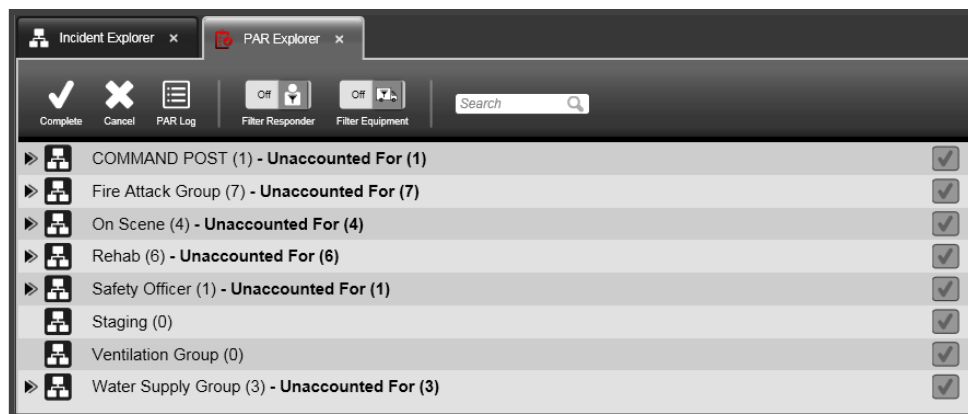 Incident Explorer ×
PAR Explorer ×
Complete
Cancel
PAR Log
Off
Filter Responder
Off
Filter Equipment
Search
COMMAND POST (1) - Unaccounted For (1)
Fire Attack Group (7) - Unaccounted For (7)
On Scene (4) - Unaccounted For (4)
Rehab (6) - Unaccounted For (6)
Safety Officer (1) - Unaccounted For (1)
Staging (0)
Ventilation Group (0)
Water Supply Group (3) - Unaccounted For (3)